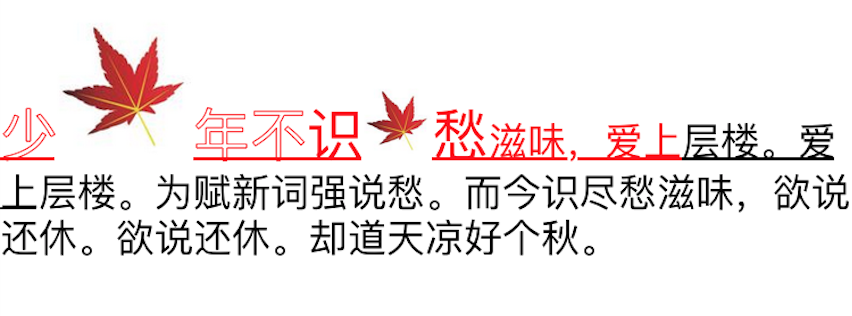 少年不识愁滋味，爱上层楼。爱
上层楼。为赋新词强说愁。而今识尽愁滋味，欲说
还休。欲说还休。却道天凉好个秋。